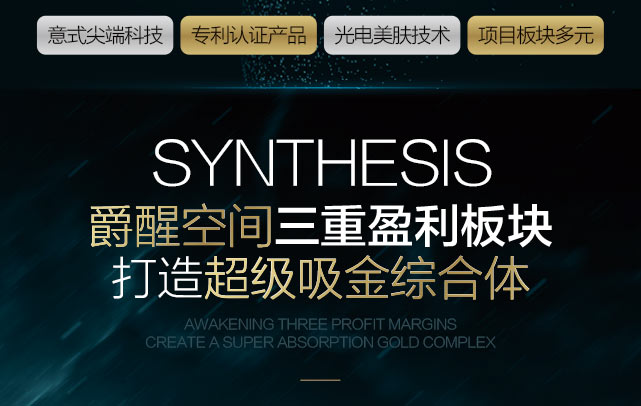 意式尖端科技 专利认证产品 光电美肤技术 项目板块多元
SYNTHESIS
爵醒空间三重盈利板块
打造超级吸金综合体
AWAKENING THREE PROFIT MARGINS
CREATE A SUPER ABSORPTION GOLD COMPLEX